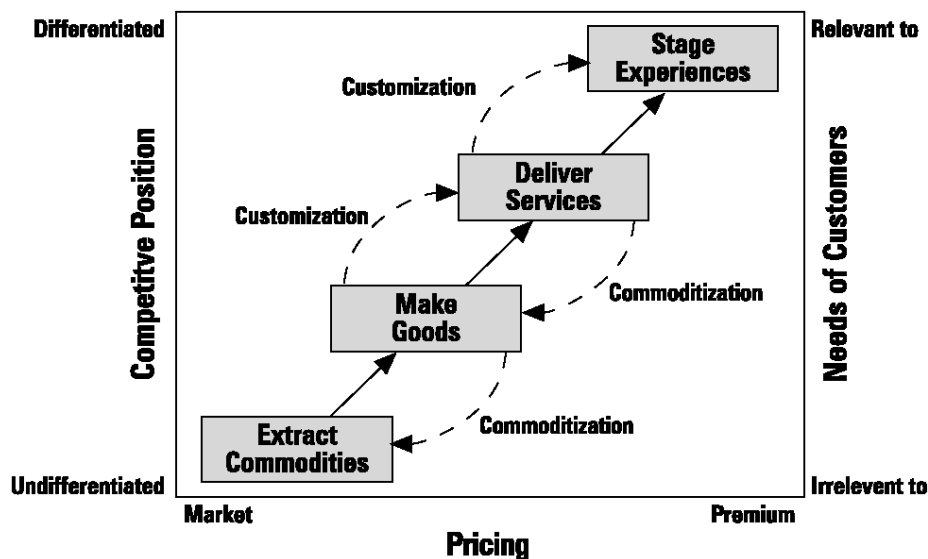 Differentiated
Relevant to
Stage
Experiences
Customization
Deliver
Services
Customization
Competitve Position
Needs of Customers
Commoditization
Make
Goods
Commoditization
Extract
Commodities
Undifferentiated
Irrelevent to
Market
Premium
Pricing